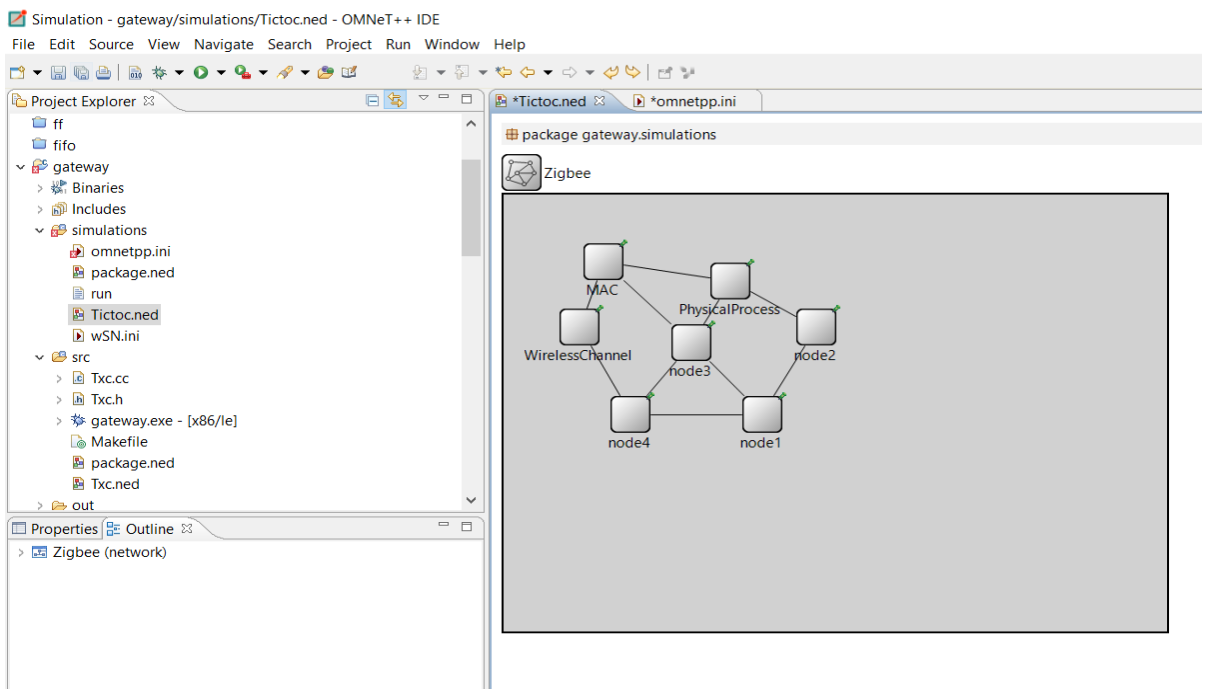 Simulation - gateway/simulations/Tictoc.ned - OMNeT++ IDE
File Edit Source View Navigate Search Project Run Window Help
Project Explorer
ff
fifo
gateway
Binaries
Includes
simulations
omnetpp.ini
package.ned
run
Tictoc.ned
wSN.ini
src
Txc.cc
Txc.h
gateway.exe - [x86/le]
Makefile
package.ned
Txc.ned
out
Properties Outline
Zigbee (network)
*Tictoc.ned *omnetpp.ini
package gateway.simulations
Zigbee
MAC
PhysicalProcess
WirelessChannel
node3
node2
node4
node1